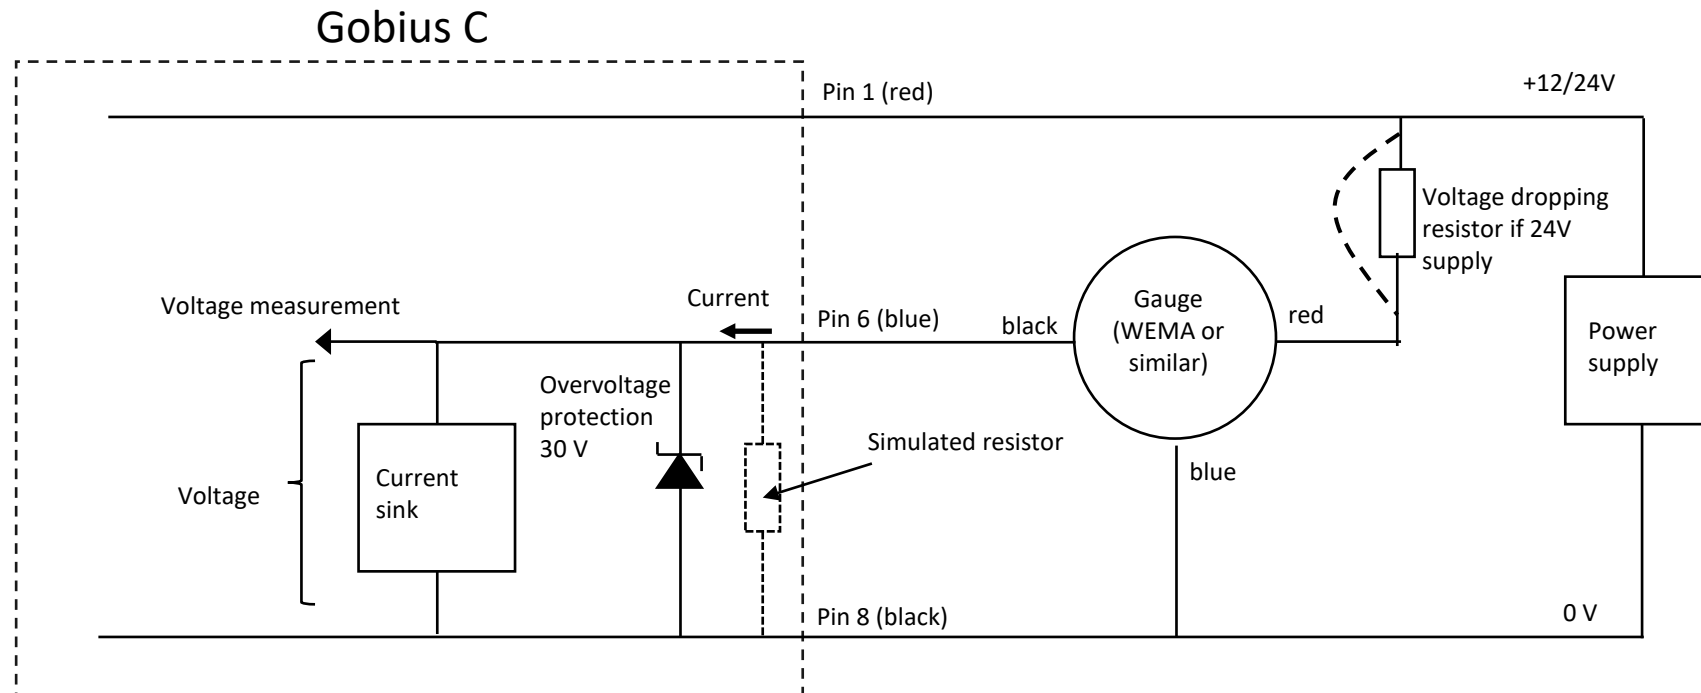 Gobius C
Pin 1 (red)
+12/24V
Voltage dropping
resistor if 24V
supply
Voltage measurement
Current
Pin 6 (blue)
black
Gauge
(WEMA or
similar)
red
Power
supply
Overvoltage
protection
30 V
Simulated resistor
Voltage
Current
sink
blue
Pin 8 (black)
0 V